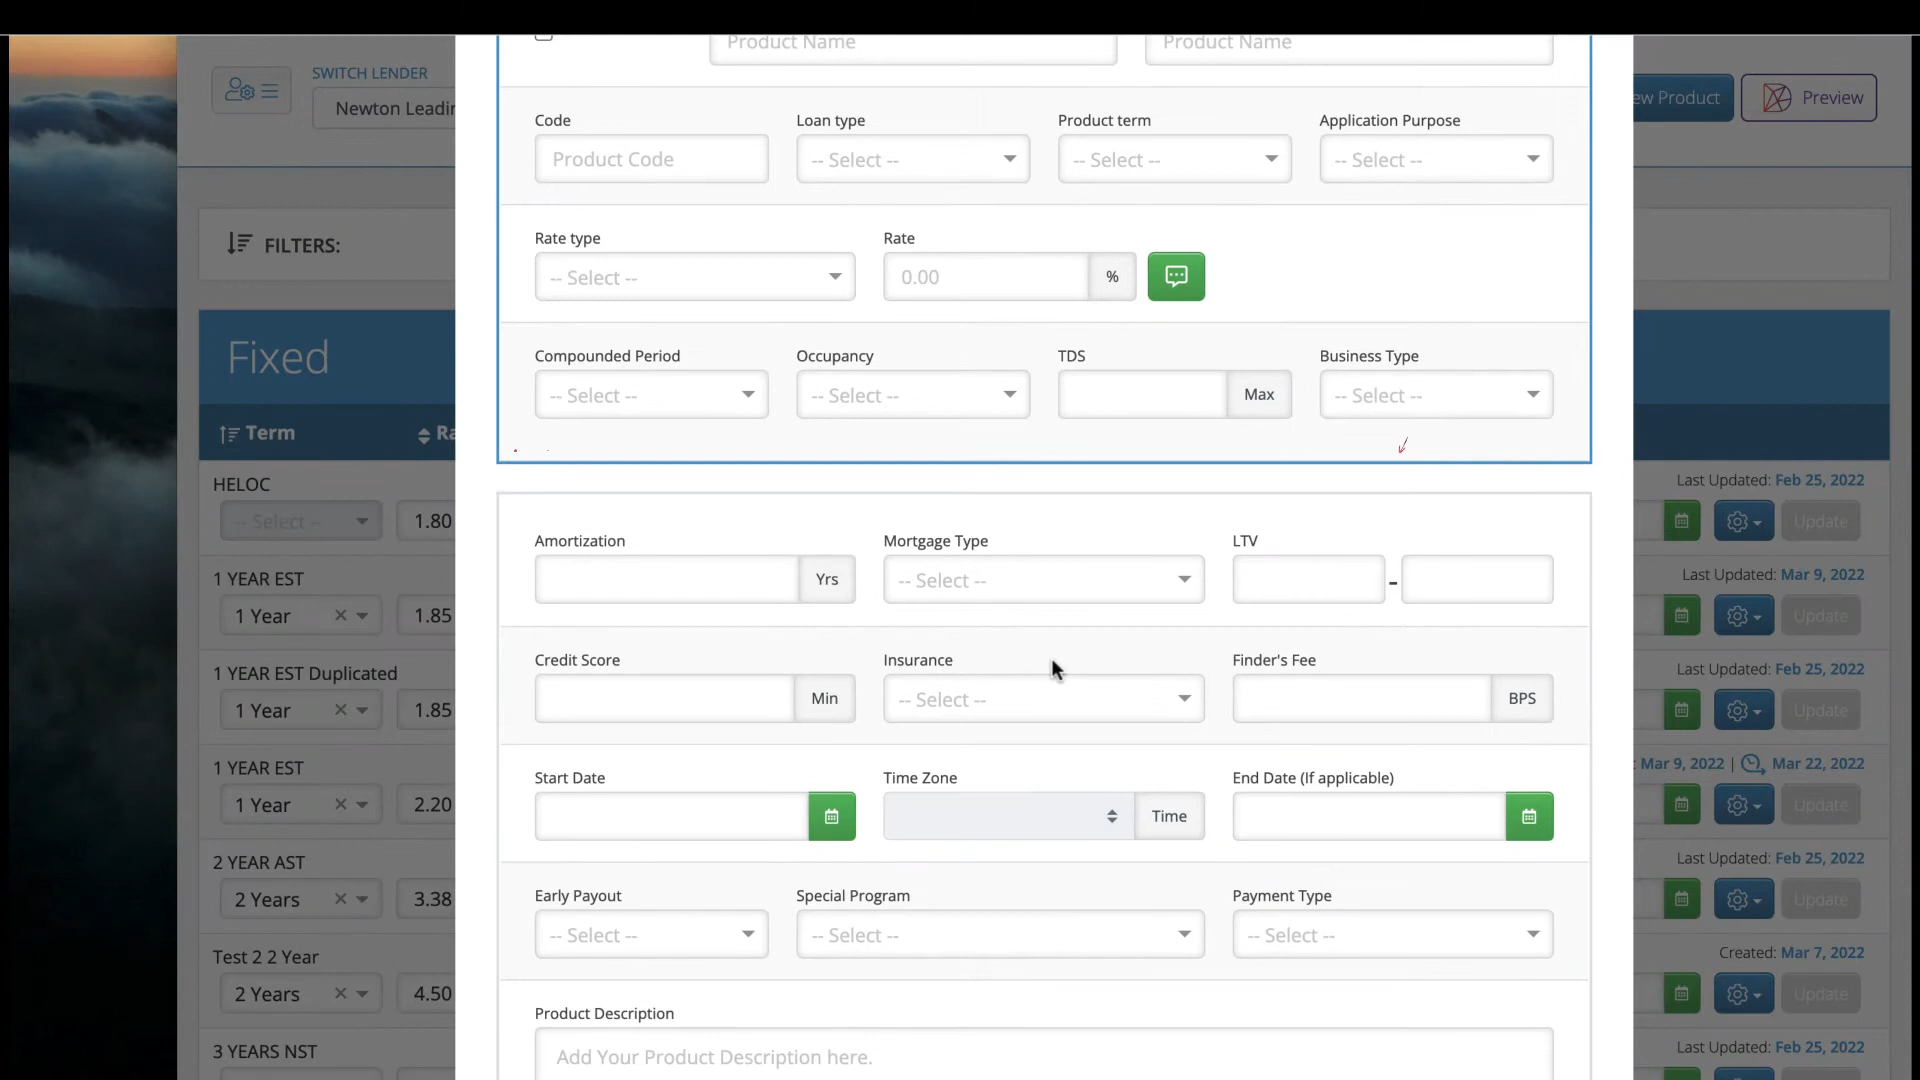 Product Name Product Name
SWITCH LENDER
Newton Leadin
ew Product Preview
Code Loan type Product term Application Purpose
Product Code -- Select -- -- Select -- -- Select --
FILTERS:
Rate type Rate
-- Select -- 0.00 %
Fixed
Compounded Period Occupancy TDS Business Type
-- Select -- -- Select -- Max -- Select --
Term Ra
HELOC Last Updated: Feb 25, 2022
-- Select -- 1.80 Update
Amortization Mortgage Type LTV
Yrs -- Select -- -
1 YEAR EST Last Updated: Mar 9, 2022
1 Year × 1.85 Update
Credit Score Insurance Finder's Fee
Min -- Select -- BPS
1 YEAR EST Duplicated Last Updated: Feb 25, 2022
1 Year × 1.85 Update
1 YEAR EST : Mar 9, 2022 | Mar 22, 2022
1 Year × 2.20 Update
Start Date Time Zone End Date (If applicable)
Time
2 YEAR AST Last Updated: Feb 25, 2022
2 Years × 3.38 Update
Early Payout Special Program Payment Type
-- Select -- -- Select -- -- Select --
Test 2 2 Year Created: Mar 7, 2022
2 Years × 4.50 Update
Product Description
Add Your Product Description here.
3 YEARS NST Last Updated: Feb 25, 2022